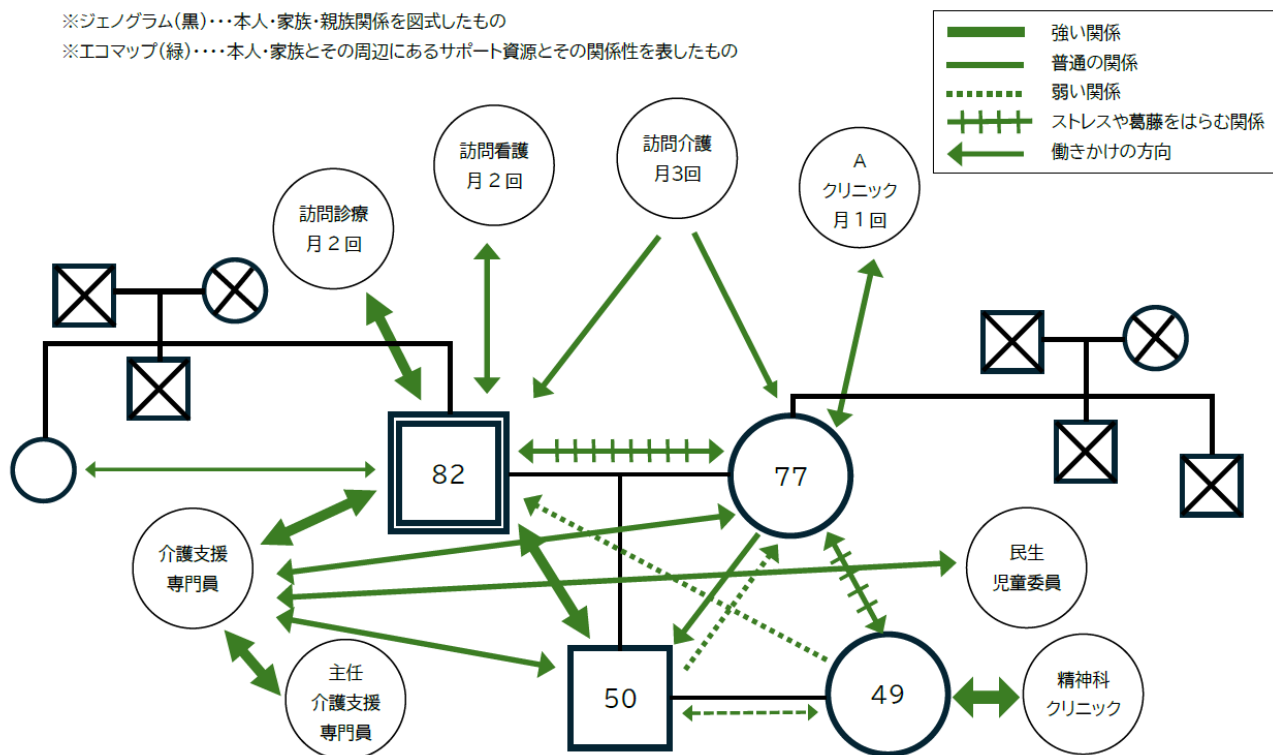 ※ジェノグラム(黒)・・・本人・家族・親族関係を図式したもの
※エコマップ(緑)・・・・本人・家族とその周辺にあるサポート資源とその関係性を表したもの
強い関係
普通の関係
弱い関係
ストレスや葛藤をはらむ関係
働きかけの方向
訪問診療
月2回
訪問看護
月2回
訪問介護
月3回
A
クリニック
月1回
82
77
介護支援
専門員
民生
児童委員
主任
介護支援
専門員
50
49
精神科
クリニック